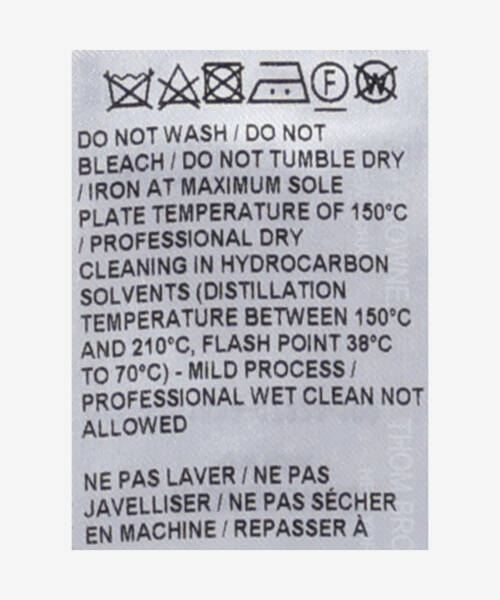 F W
DO NOT WASH / DO NOT
BLEACH / DO NOT TUMBLE DRY
/ IRON AT MAXIMUM SOLE
PLATE TEMPERATURE OF 150°C
/ PROFESSIONAL DRY
CLEANING IN HYDROCARBON
SOLVENTS (DISTILLATION
TEMPERATURE BETWEEN 150°C
AND 210°C, FLASH POINT 38°C
TO 70°C) - MILD PROCESS /
PROFESSIONAL WET CLEAN NOT
ALLOWED
NE PAS LAVER / NE PAS
JAVELLISER / NE PAS SÉCHER
EN MACHINE / REPASSER À